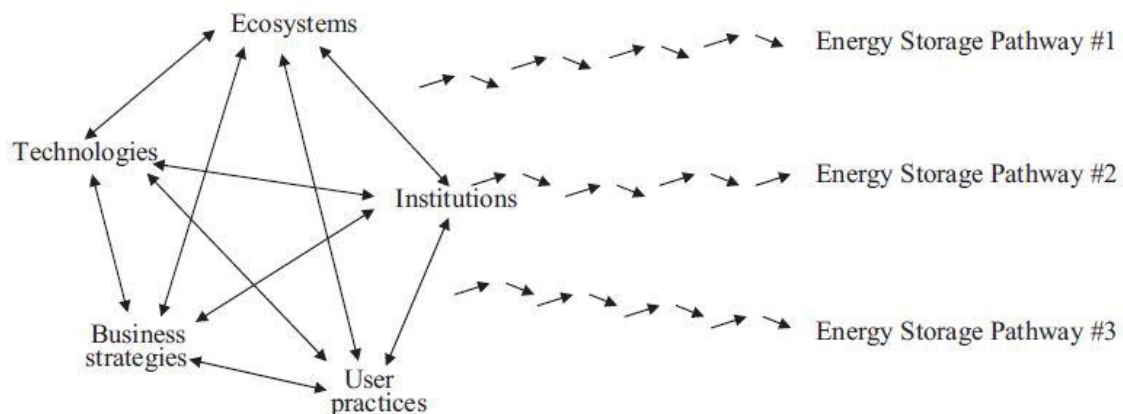 Ecosystems
Energy Storage Pathway #1
Technologies
Energy Storage Pathway #2
Institutions
Business
strategies
Energy Storage Pathway #3
User
practices